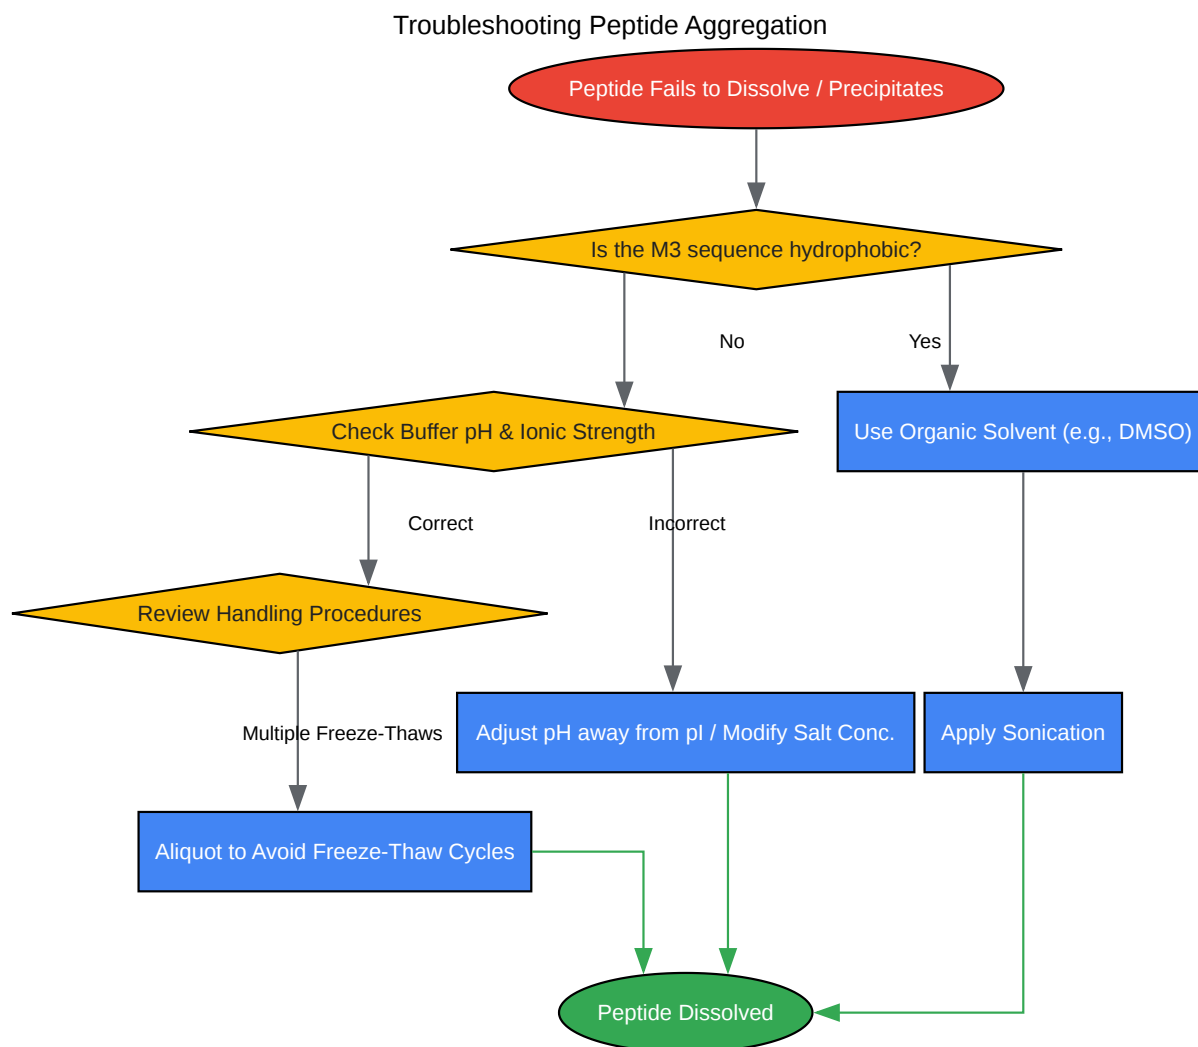 Troubleshooting Peptide Aggregation
Peptide Fails to Dissolve / Precipitates
Is the M3 sequence hydrophobic?
No
Yes
Check Buffer pH & Ionic Strength
Use Organic Solvent (e.g., DMSO)
Correct
Incorrect
Review Handling Procedures
Multiple Freeze-Thaws
Adjust pH away from pI / Modify Salt Conc.
Apply Sonication
Aliquot to Avoid Freeze-Thaw Cycles
Peptide Dissolved